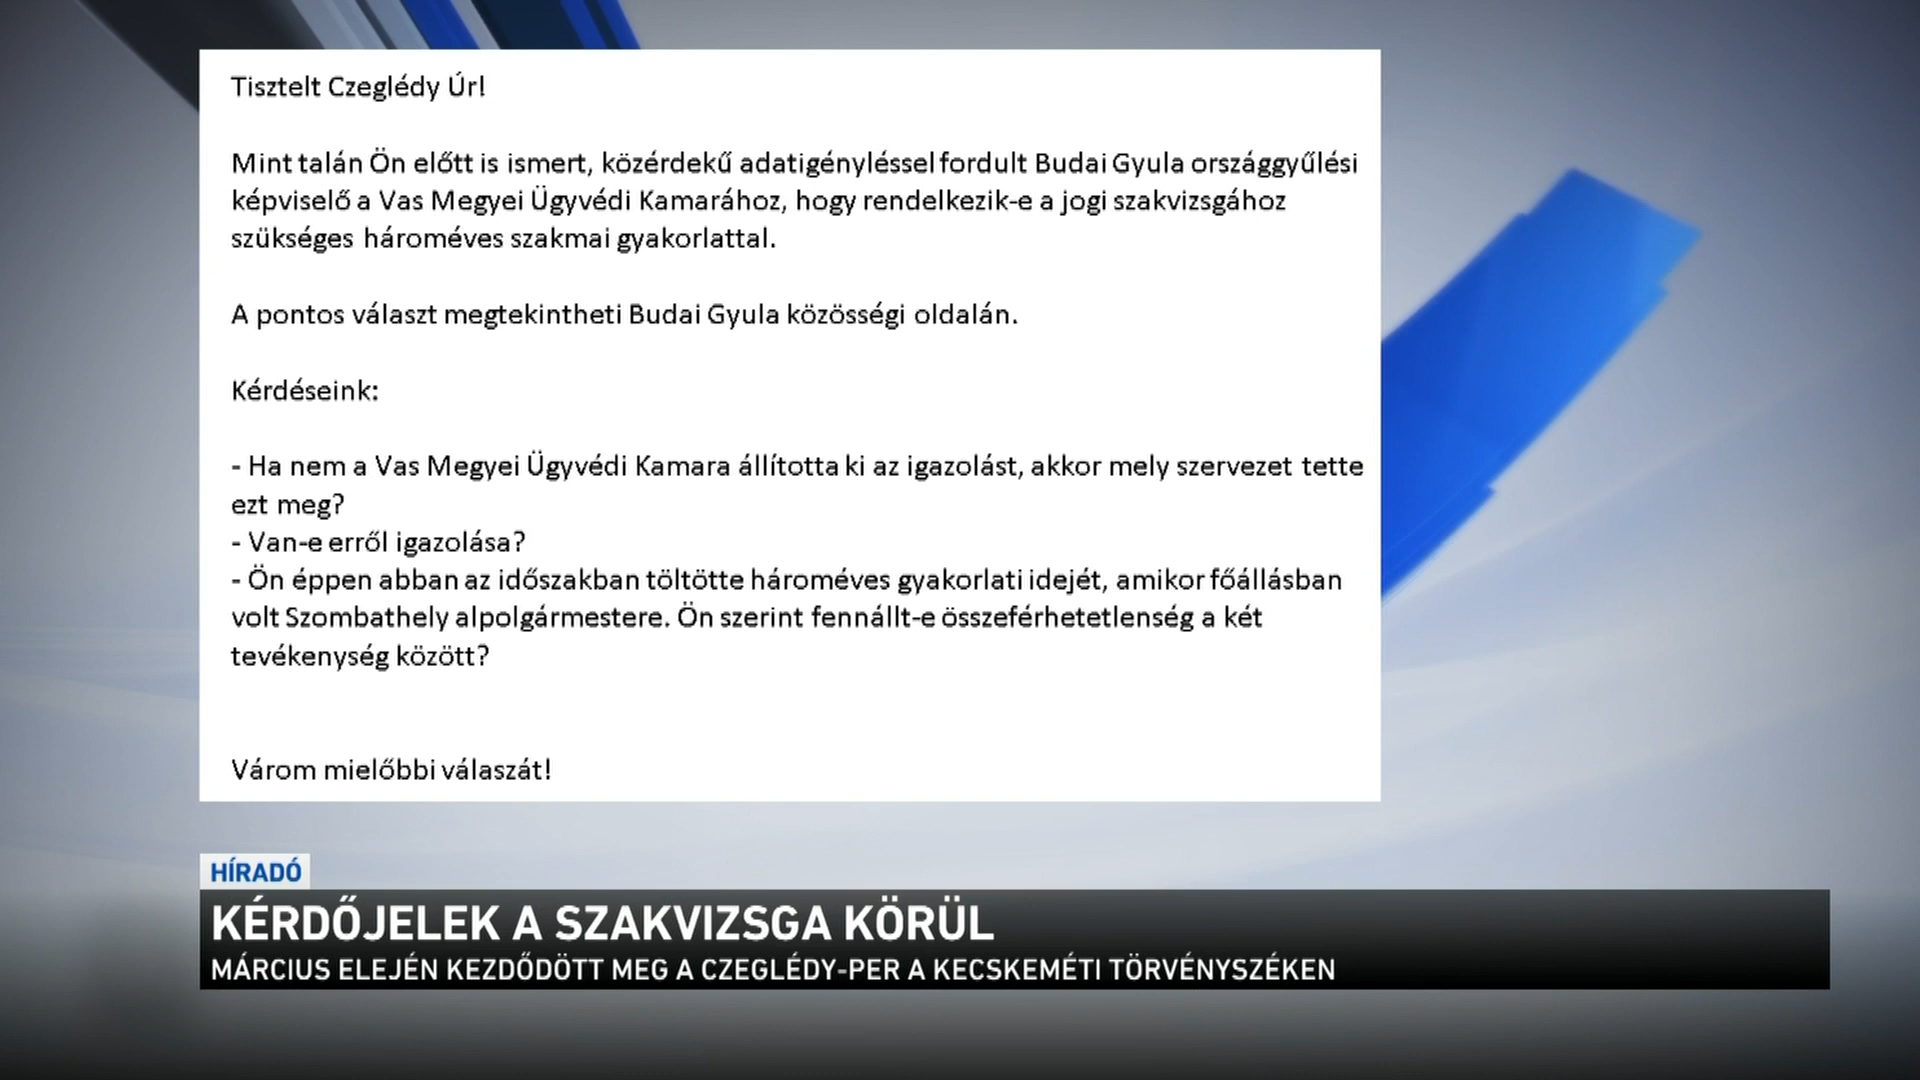 Tisztelt Czeglédy Úr!
Mint talán Ön előtt is ismert, közérdekű adatigényléssel fordult Budai Gyula országgyűlési
képviselő a Vas Megyei Ügyvédi Kamarához, hogy rendelkezik-e a jogi szakvizsgához
szükséges hároméves szakmai gyakorlattal.
A pontos választ megtekintheti Budai Gyula közösségi oldalán.
Kérdéseink:
- Ha nem a Vas Megyei Ügyvédi Kamara állította ki az igazolást, akkor mely szervezet tette
ezt meg?
- Van-e erről igazolása?
- Ön éppen abban az időszakban töltötte hároméves gyakorlati idejét, amikor főállásban
volt Szombathely alpolgármestere. Ön szerint fennállt-e összeférhetetlenség a két
tevékenység között?
Várom mielőbbi válaszát!
HÍRADÓ
KÉRDŐJELEK A SZAKVIZSGA KÖRÜL
MÁRCIUS ELEJÉN KEZDŐDÖTT MEG A CZEGLÉDY-PER A KECSKEMÉTI TÖRVÉNYSZÉKEN